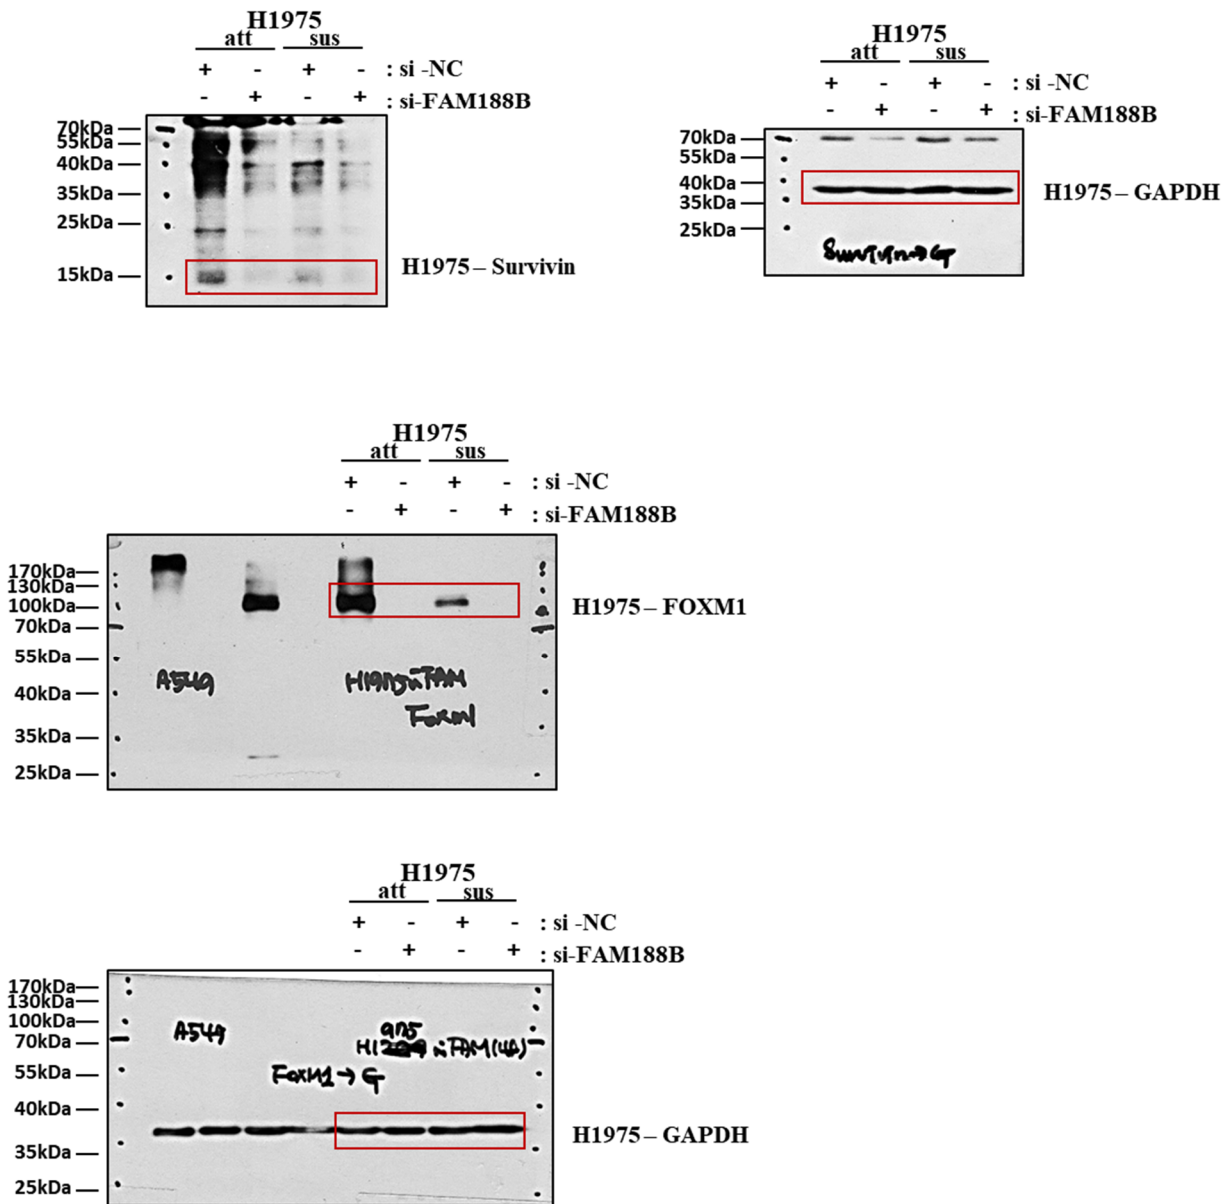 H1975
att sus
+ - + - : si -NC
- + - + : si-FAM188B
70kDa
55kDa
40kDa
35kDa
25kDa
15kDa
H1975 – Survivin
H1975
att sus
+ - + - : si -NC
- + - + : si-FAM188B
70kDa
55kDa
40kDa
35kDa
25kDa
H1975 – GAPDH
Survivin → G
H1975
att sus
+ - + - : si -NC
- + - + : si-FAM188B
170kDa
130kDa
100kDa
70kDa
55kDa
40kDa
35kDa
25kDa
H1975 – FOXM1
A549
FoxM1
H1975
att sus
+ - + - : si -NC
- + - + : si-FAM188B
170kDa
130kDa
100kDa
70kDa
55kDa
40kDa
35kDa
25kDa
A549
975
FoxM1 → G
H1975 – GAPDH